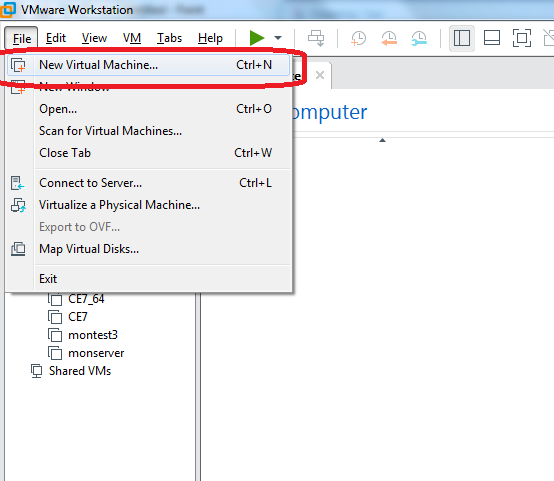 VMware Workstation
File Edit View VM Tabs Help
New Virtual Machine... Ctrl+N
New Window
Open... Ctrl+O
omputer
Scan for Virtual Machines...
Close Tab Ctrl+W
Connect to Server... Ctrl+L
Virtualize a Physical Machine...
Export to OVF...
Map Virtual Disks...
Exit
CE7_64
CE7
montest3
monserver
Shared VMs